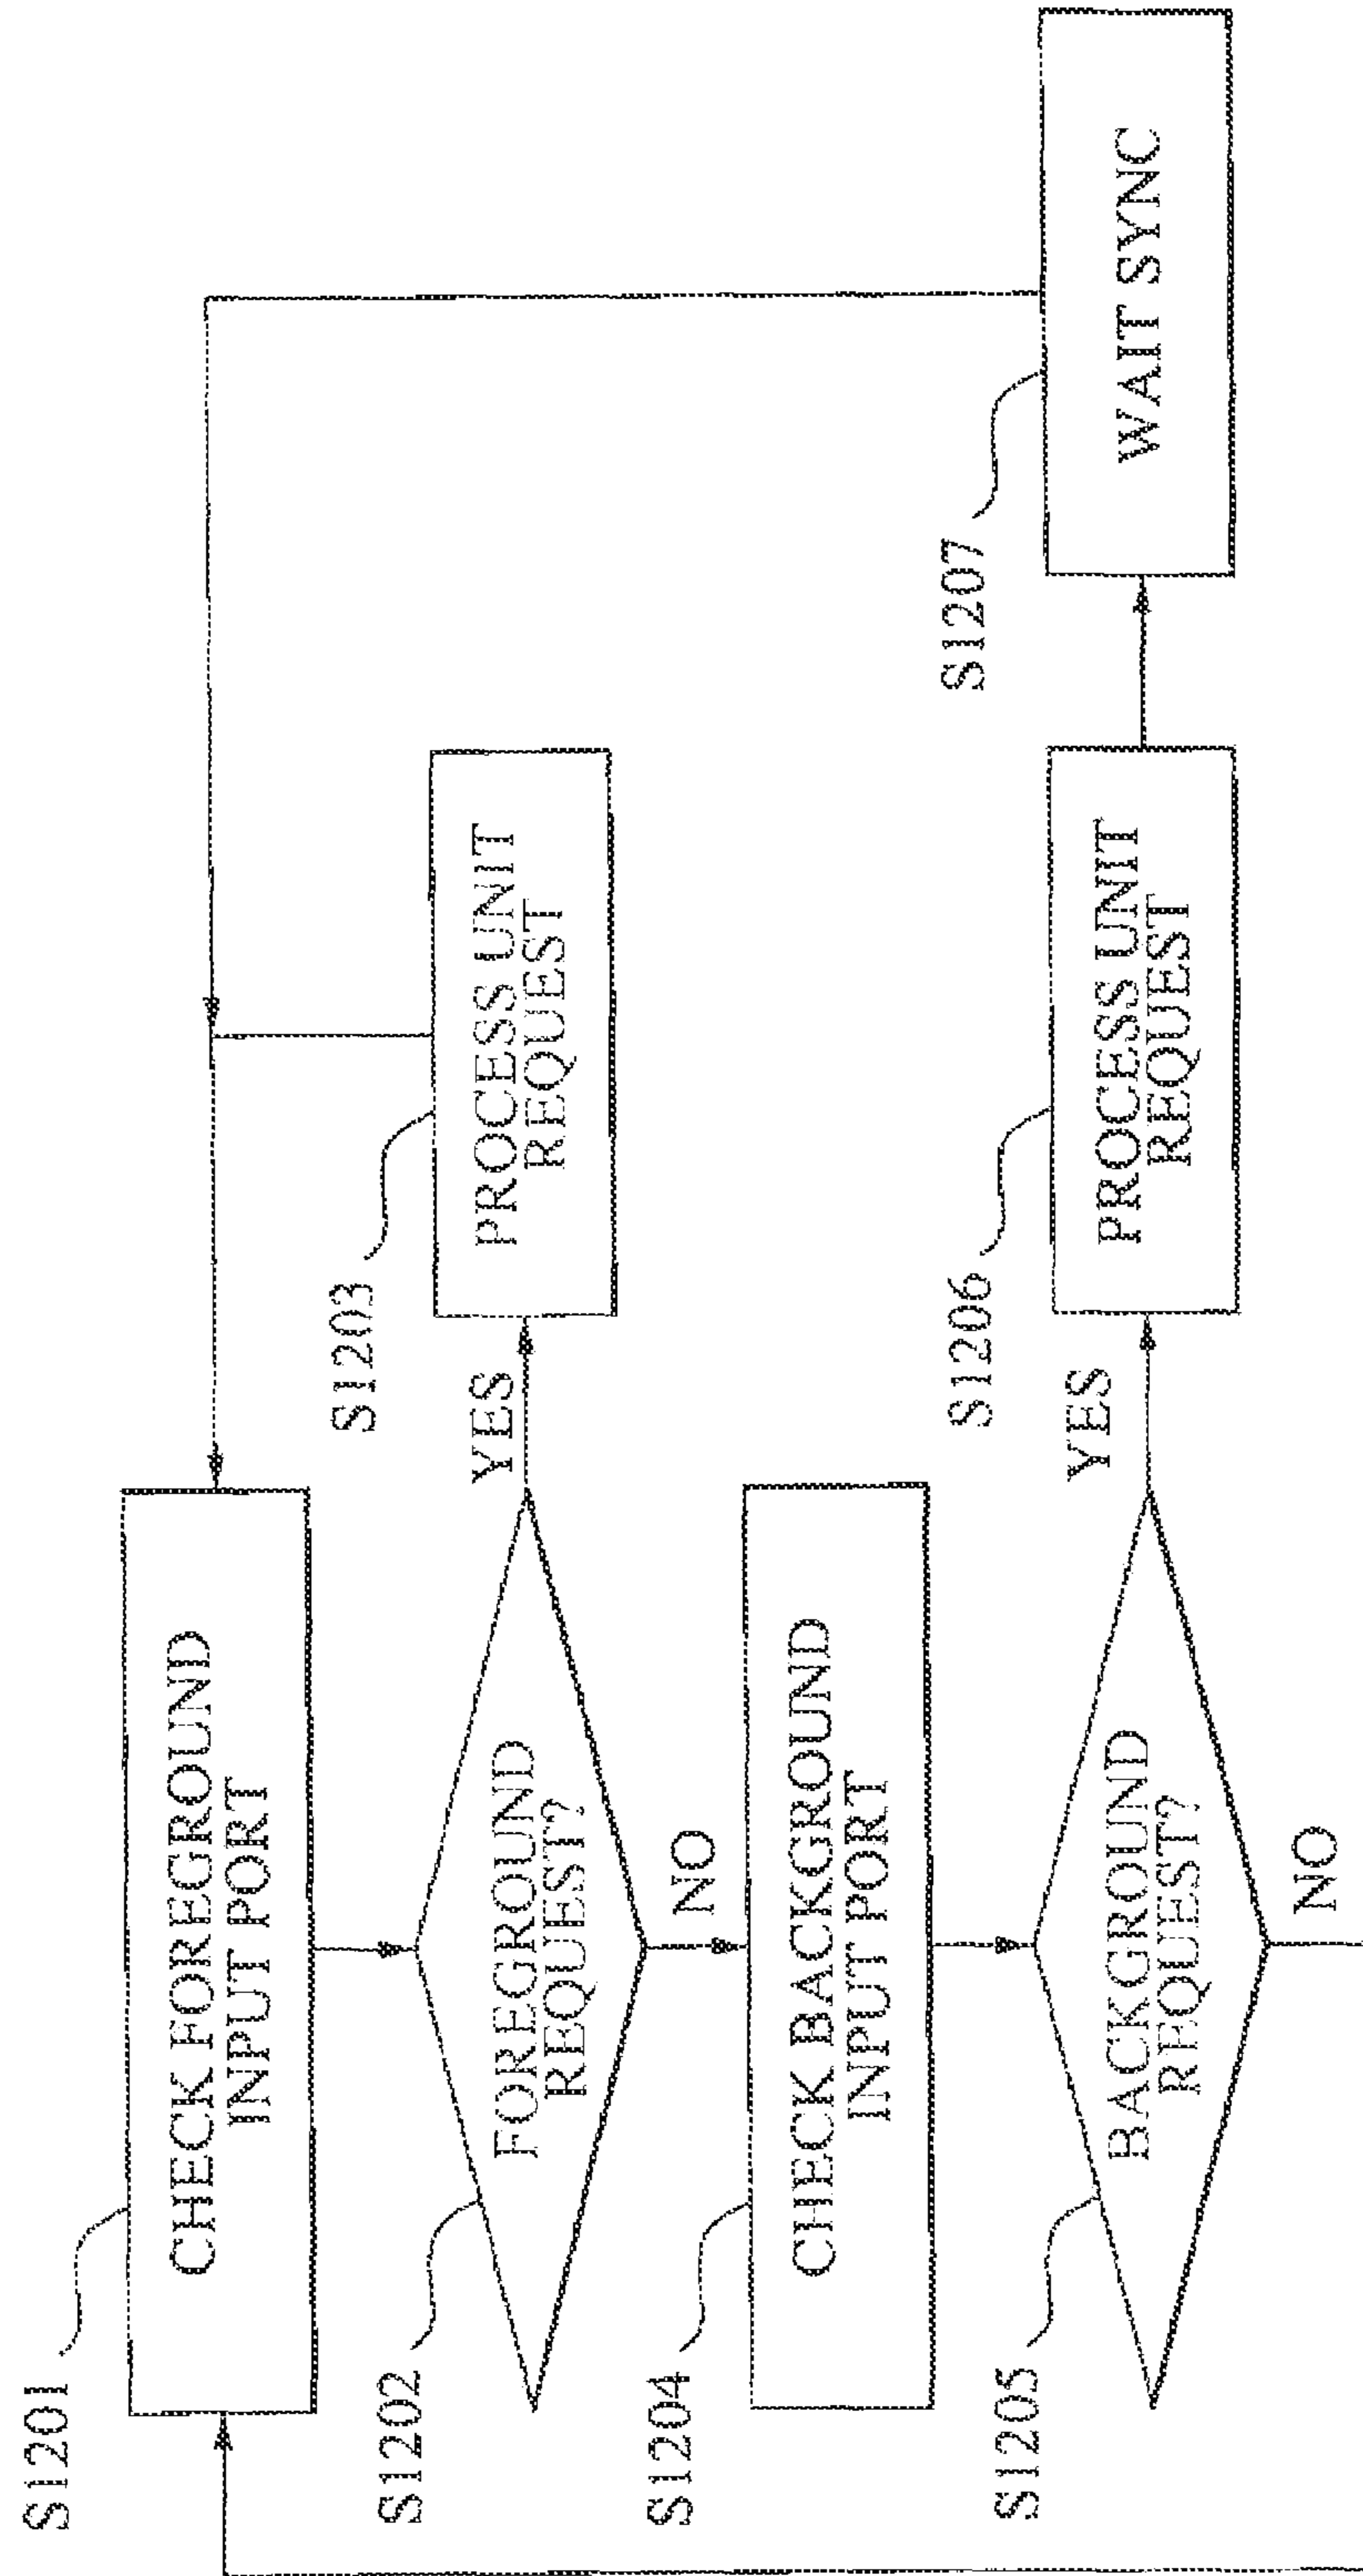 S1201
CHECK FOREGROUND
INPUT PORT
S1202
FOREGROUND
REQUEST?
YES
S1203
PROCESS UNIT
REQUEST
NO
S1204
CHECK BACKGROUND
INPUT PORT
S1205
BACKGROUND
REQUEST?
YES
S1206
PROCESS UNIT
REQUEST
S1207
WAIT SYNC
NO